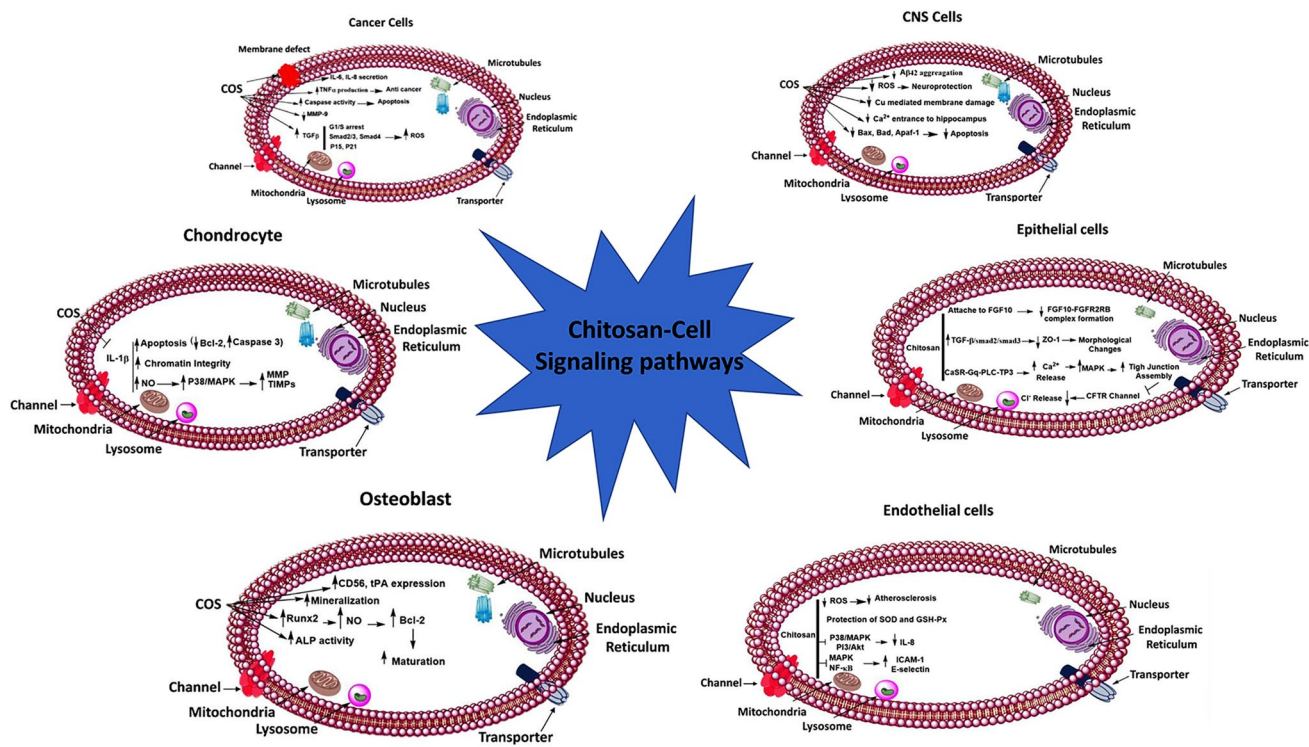 Cancer Cells
Membrane defect
COS
IL-6, IL-8 secretion
↑TNFα production → Anti cancer
↑ Caspase activity → Apoptosis
↓ MMP-9
↑ TGFβ
G1/S arrest
Smad2/3, Smad4 → ↑ ROS
P15, P21
Microtubules
Nucleus
Endoplasmic
Reticulum
Channel
Mitochondria
Lysosome
Transporter
CNS Cells
COS
↓ Aβ42 aggreagation
↓ ROS → Neuroprotection
↓ Cu mediated membrane damage
↓ Ca²⁺ entrance to hippocampus
↓ Bax, Bad, Apaf-1 → ↓ Apoptosis
Microtubules
Nucleus
Endoplasmic
Reticulum
Channel
Mitochondria
Lysosome
Transporter
Chondrocyte
COS
IL-1β
↑ Apoptosis (↓Bcl-2,↑Caspase 3)
↑ Chromatin Integrity
↑ NO → ↑ P38/MAPK → ↑ MMP
TIMPs
Microtubules
Nucleus
Endoplasmic
Reticulum
Channel
Mitochondria
Lysosome
Transporter
Chitosan-Cell
Signaling pathways
Epithelial cells
Chitosan
Attache to FGF10 → ↓ FGF10-FGFR2RB
complex formation
↑TGF-β/smad2/smad3 → ↓ ZO-1 → Morphological
Changes
CaSR-Gq-PLC-TP3 → ↑ Ca²⁺
Release → ↑MAPK → ↑ Tigh Junction
Assembly
Cl⁻ Release ↓ ← CFTR Channel
Microtubules
Nucleus
Endoplasmic
Reticulum
Channel
Mitochondria
Lysosome
Transporter
Osteoblast
COS
↑CD56, tPA expression
↑Mineralization
↑Runx2 → ↑ NO → ↑ Bcl-2
↑ ALP activity
↑ Maturation
Microtubules
Nucleus
Endoplasmic
Reticulum
Channel
Mitochondria
Lysosome
Transporter
Endothelial cells
Chitosan
↓ ROS → ↓ Atherosclerosis
Protection of SOD and GSH-Px
P38/MAPK
PI3/Akt → ↓ IL-8
MAPK
NF-κB → ↑ ICAM-1
E-selectin
Microtubules
Nucleus
Endoplasmic
Reticulum
Channel
Mitochondria
Lysosome
Transporter